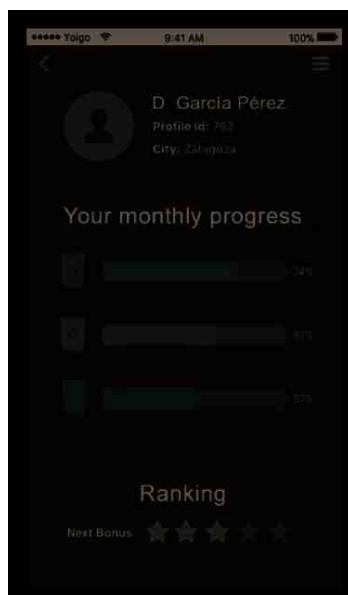 Yoigo 9:41 AM 100%
D García Pérez
Profile id: 763
City: Zaragoza
Your monthly progress
74%
57%
Ranking
Next Bonus